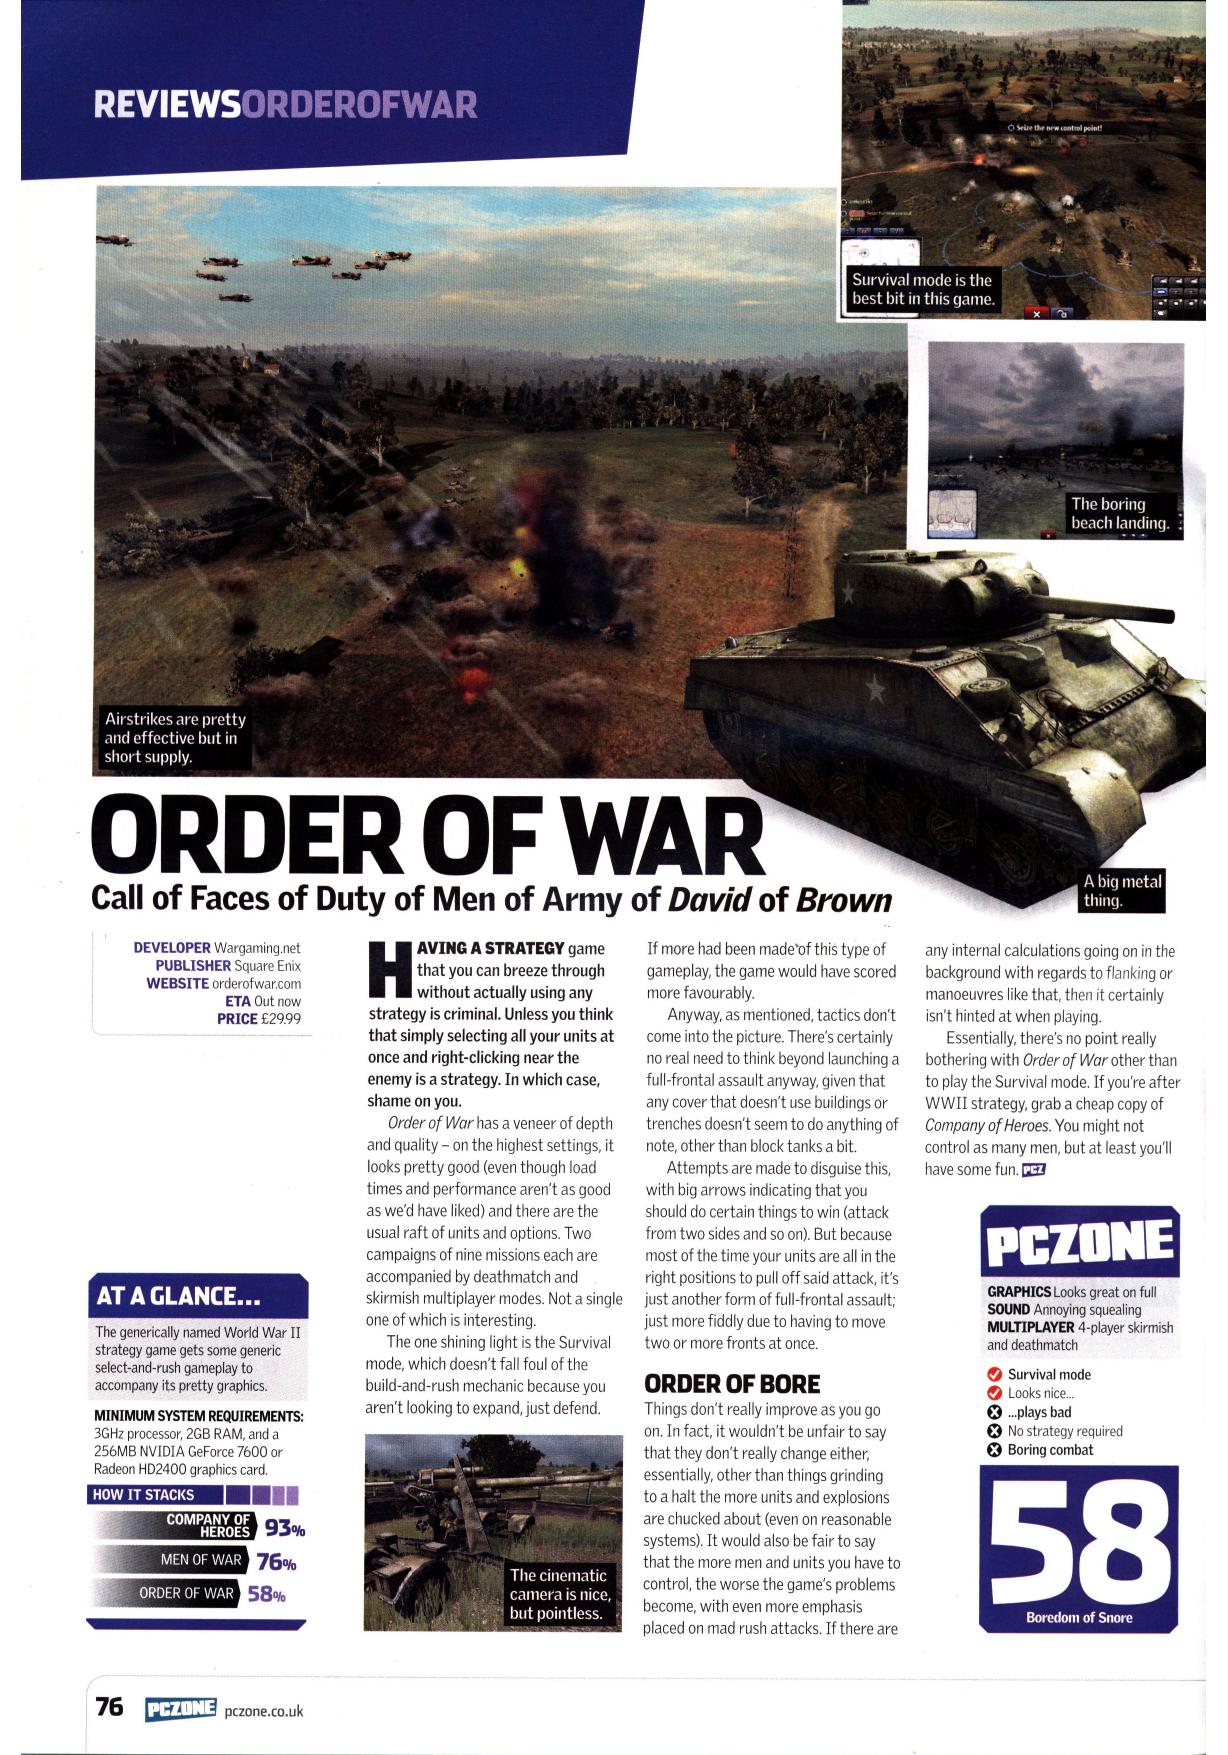 REVIEWSORDEROFWAR
Seize the new control point!
Survival mode is the
best bit in this game.
The boring
beach landing.
Airstrikes are pretty
and effective but in
short supply.
A big metal
thing.
ORDER OF WAR
Call of Faces of Duty of Men of Army of David of Brown
DEVELOPER Wargaming.net
PUBLISHER Square Enix
WEBSITE orderofwar.com
ETA Out now
PRICE £29.99
HAVING A STRATEGY game
that you can breeze through
without actually using any
strategy is criminal. Unless you think
that simply selecting all your units at
once and right-clicking near the
enemy is a strategy. In which case,
shame on you.
Order of War has a veneer of depth
and quality – on the highest settings, it
looks pretty good (even though load
times and performance aren't as good
as we'd have liked) and there are the
usual raft of units and options. Two
campaigns of nine missions each are
accompanied by deathmatch and
skirmish multiplayer modes. Not a single
one of which is interesting.
The one shining light is the Survival
mode, which doesn't fall foul of the
build-and-rush mechanic because you
aren't looking to expand, just defend.
The cinematic
camera is nice,
but pointless.
If more had been made of this type of
gameplay, the game would have scored
more favourably.
Anyway, as mentioned, tactics don't
come into the picture. There's certainly
no real need to think beyond launching a
full-frontal assault anyway, given that
any cover that doesn't use buildings or
trenches doesn't seem to do anything of
note, other than block tanks a bit.
Attempts are made to disguise this,
with big arrows indicating that you
should do certain things to win (attack
from two sides and so on). But because
most of the time your units are all in the
right positions to pull off said attack, it's
just another form of full-frontal assault;
just more fiddly due to having to move
two or more fronts at once.
ORDER OF BORE
Things don't really improve as you go
on. In fact, it wouldn't be unfair to say
that they don't really change either,
essentially, other than things grinding
to a halt the more units and explosions
are chucked about (even on reasonable
systems). It would also be fair to say
that the more men and units you have to
control, the worse the game's problems
become, with even more emphasis
placed on mad rush attacks. If there are
any internal calculations going on in the
background with regards to flanking or
manoeuvres like that, then it certainly
isn't hinted at when playing.
Essentially, there's no point really
bothering with Order of War other than
to play the Survival mode. If you're after
WWII strategy, grab a cheap copy of
Company of Heroes. You might not
control as many men, but at least you'll
have some fun. PCZ
AT A GLANCE...
The generically named World War II
strategy game gets some generic
select-and-rush gameplay to
accompany its pretty graphics.
MINIMUM SYSTEM REQUIREMENTS:
3GHz processor, 2GB RAM, and a
256MB NVIDIA GeForce 7600 or
Radeon HD2400 graphics card.
HOW IT STACKS
COMPANY OF
HEROES 93%
MEN OF WAR 76%
ORDER OF WAR 58%
PCZONE
GRAPHICS Looks great on full
SOUND Annoying squealing
MULTIPLAYER 4-player skirmish
and deathmatch
Survival mode
Looks nice...
...plays bad
No strategy required
Boring combat
58
Boredom of Snore
76 PCZONE pczone.co.uk